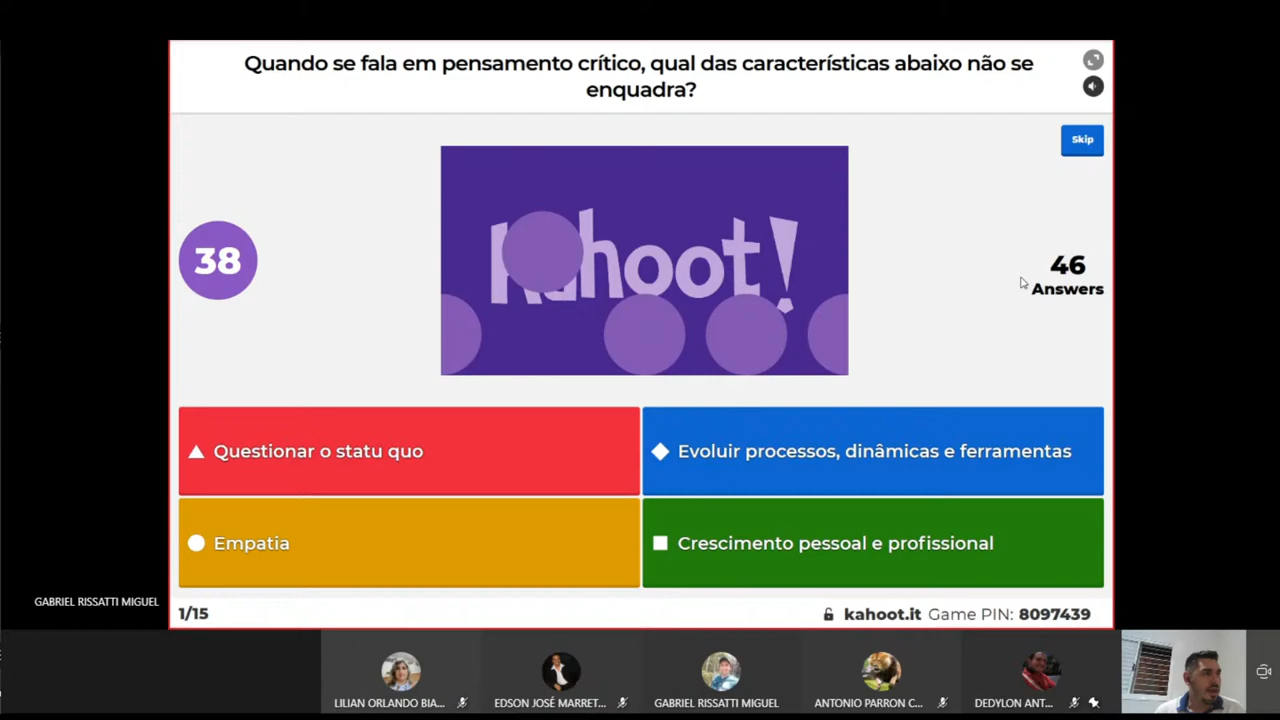 Quando se fala em pensamento crítico, qual das características abaixo não se
enquadra?
Skip
38
Kahoot!
46
Answers
Questionar o statu quo
Evoluir processos, dinâmicas e ferramentas
Empatia
Crescimento pessoal e profissional
GABRIEL RISSATTI MIGUEL
1/15
kahoot.it Game PIN: 8097439
LILIAN ORLANDO BIA...
EDSON JOSÉ MARRET...
GABRIEL RISSATTI MIGUEL
ANTONIO PARRON C...
DEDYLON ANT...